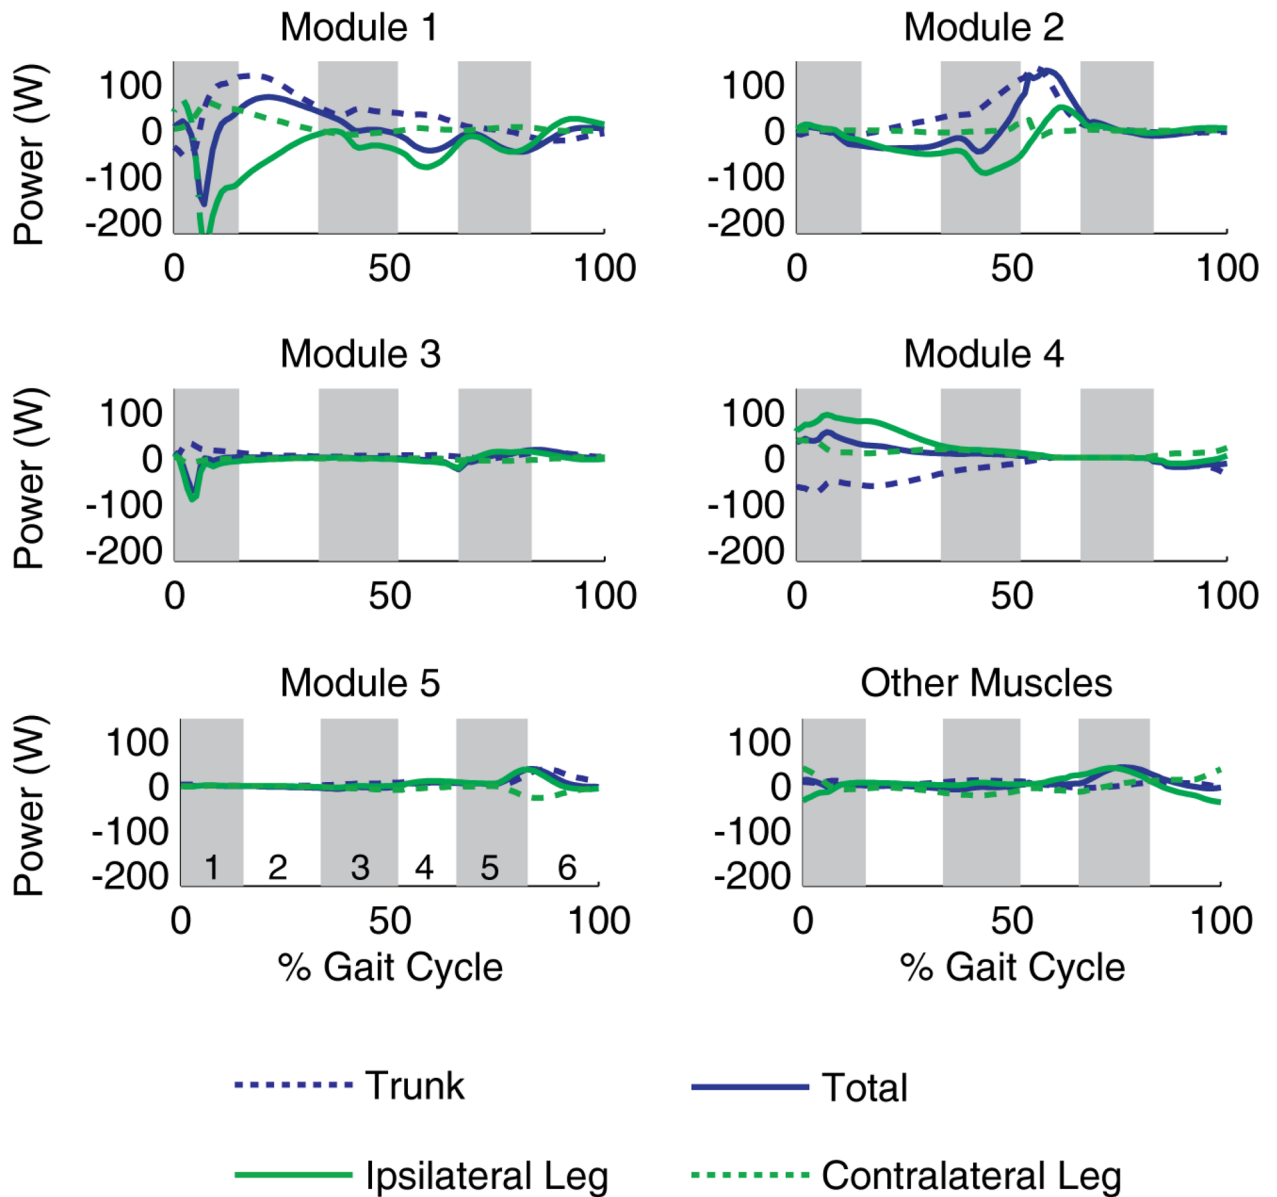 Module 1
Module 2
Power (W)
100
0
-100
-200
0 50 100
100
0
-100
-200
0 50 100
Module 3
Module 4
Power (W)
100
0
-100
-200
0 50 100
100
0
-100
-200
0 50 100
Module 5
Other Muscles
Power (W)
100
0
-100
-200
1 2 3 4 5 6
0 50 100
% Gait Cycle
100
0
-100
-200
0 50 100
% Gait Cycle
Trunk
Total
Ipsilateral Leg
Contralateral Leg